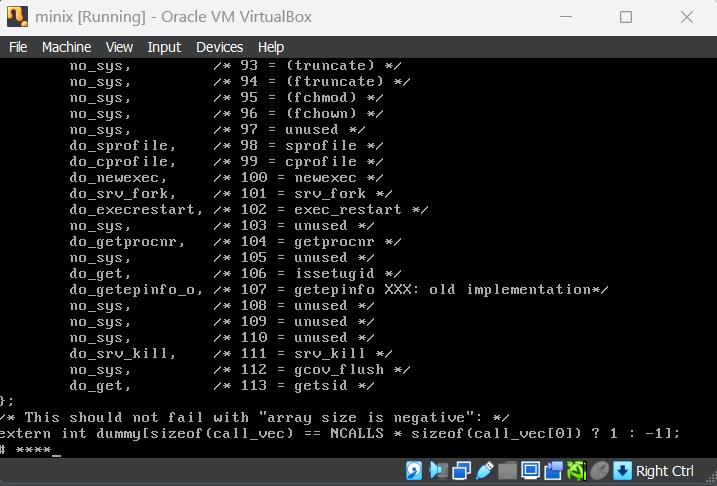 minix [Running] - Oracle VM VirtualBox
File Machine View Input Devices Help
no_sys, /* 93 = (truncate) */
no_sys, /* 94 = (ftruncate) */
no_sys, /* 95 = (fchmod) */
no_sys, /* 96 = (fchown) */
no_sys, /* 97 = unused */
do_sprofile, /* 98 = sprofile */
do_cprofile, /* 99 = cprofile */
do_newexec, /* 100 = newexec */
do_srv_fork, /* 101 = srv_fork */
do_execrestart, /* 102 = exec_restart */
no_sys, /* 103 = unused */
do_getprocnr, /* 104 = getprocnr */
no_sys, /* 105 = unused */
do_get, /* 106 = issetugid */
do_getepinfo_o, /* 107 = getepinfo XXX: old implementation*/
no_sys, /* 108 = unused */
no_sys, /* 109 = unused */
no_sys, /* 110 = unused */
do_srv_kill, /* 111 = srv_kill */
no_sys, /* 112 = gcov_flush */
do_get, /* 113 = getsid */
};
/* This should not fail with "array size is negative": */
extern int dummy[sizeof(call_vec) == NCALLS * sizeof(call_vec[0]) ? 1 : -1];
# ****_
Right Ctrl